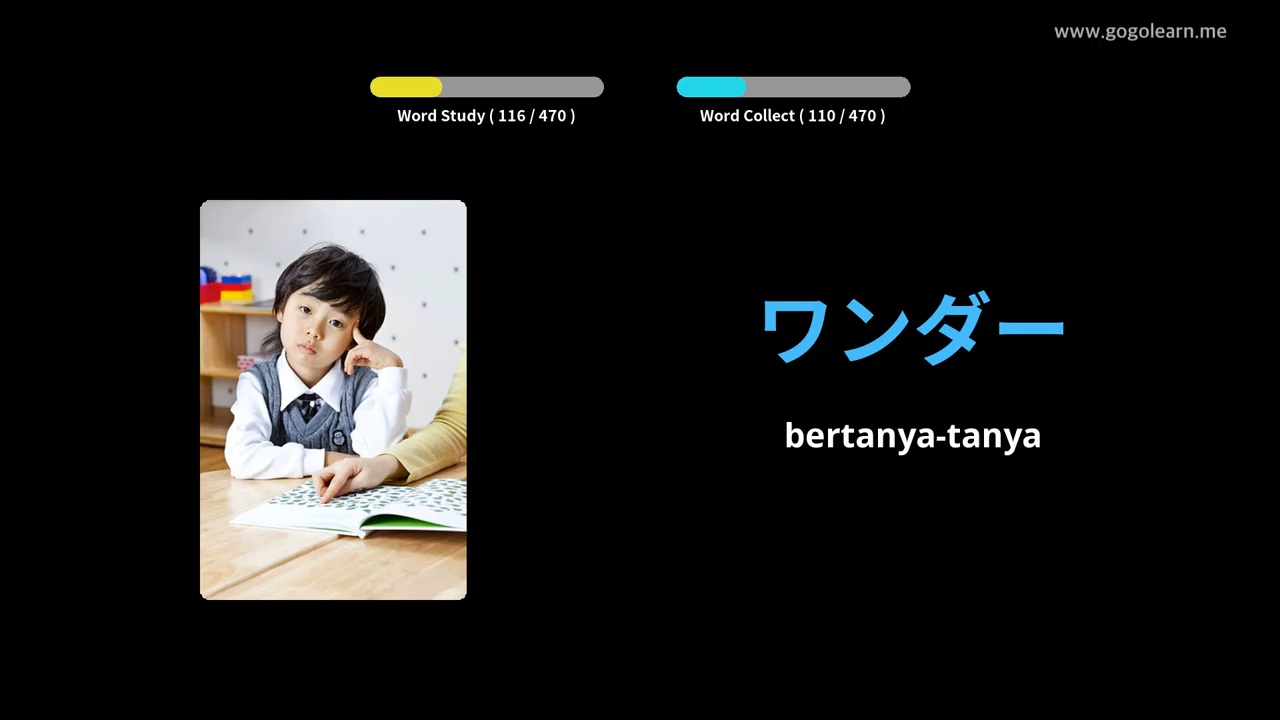 www.gogolearn.me
Word Study ( 116 / 470 )
Word Collect ( 110 / 470 )
ワンダー
bertanya-tanya